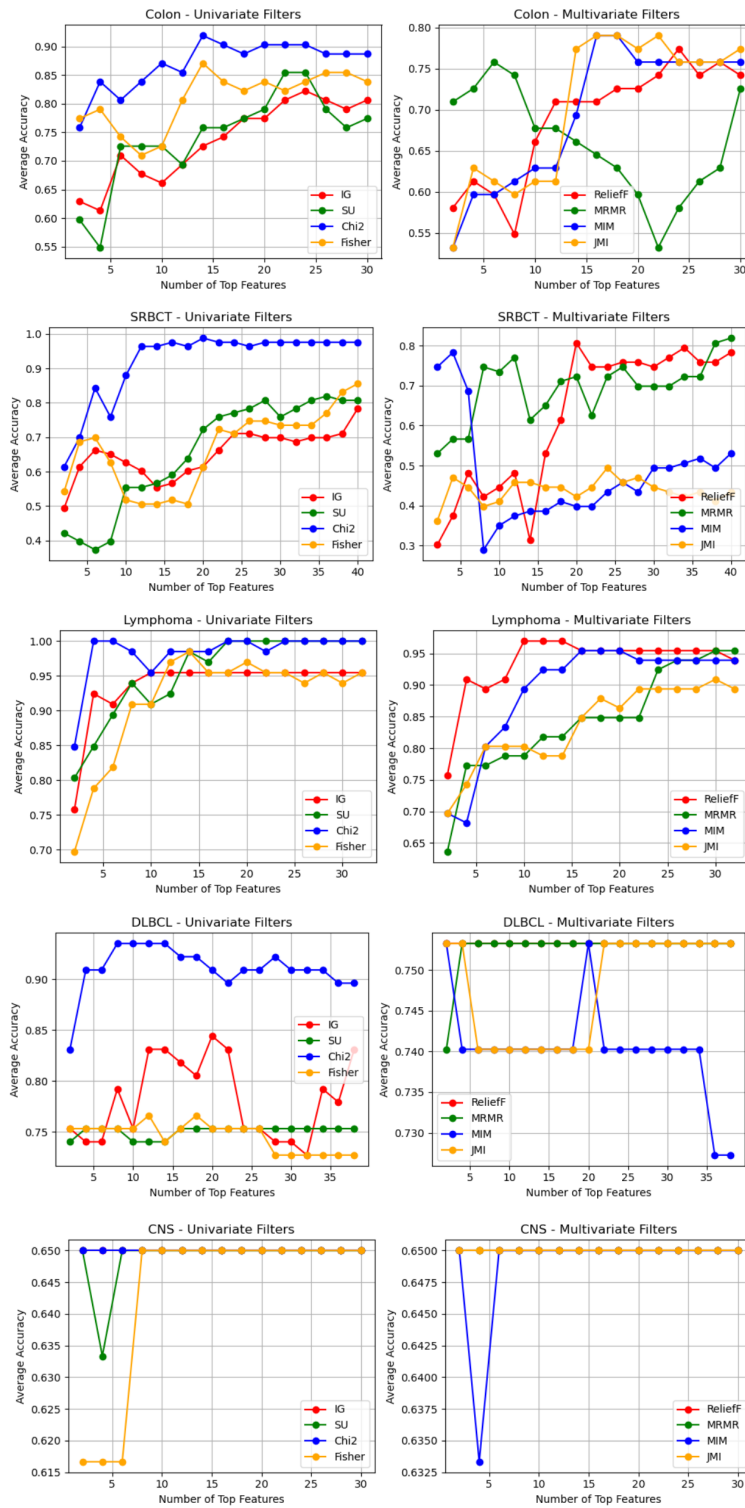 Colon - Univariate Filters
Average Accuracy
0.90
0.85
0.80
0.75
0.70
0.65
0.60
0.55
IG
SU
Chi2
Fisher
5 10 15 20 25 30
Number of Top Features
Colon - Multivariate Filters
Average Accuracy
0.80
0.75
0.70
0.65
0.60
0.55
ReliefF
MRMR
MIM
JMI
5 10 15 20 25 30
Number of Top Features
SRBCT - Univariate Filters
Average Accuracy
1.0
0.9
0.8
0.7
0.6
0.5
0.4
IG
SU
Chi2
Fisher
5 10 15 20 25 30 35 40
Number of Top Features
SRBCT - Multivariate Filters
Average Accuracy
0.8
0.7
0.6
0.5
0.4
0.3
ReliefF
MRMR
MIM
JMI
5 10 15 20 25 30 35 40
Number of Top Features
Lymphoma - Univariate Filters
Average Accuracy
1.00
0.95
0.90
0.85
0.80
0.75
0.70
IG
SU
Chi2
Fisher
5 10 15 20 25 30
Number of Top Features
Lymphoma - Multivariate Filters
Average Accuracy
0.95
0.90
0.85
0.80
0.75
0.70
0.65
ReliefF
MRMR
MIM
JMI
5 10 15 20 25 30
Number of Top Features
DLBCL - Univariate Filters
Average Accuracy
0.90
0.85
0.80
0.75
IG
SU
Chi2
Fisher
5 10 15 20 25 30 35
Number of Top Features
DLBCL - Multivariate Filters
Average Accuracy
0.750
0.745
0.740
0.735
0.730
ReliefF
MRMR
MIM
JMI
5 10 15 20 25 30 35
Number of Top Features
CNS - Univariate Filters
Average Accuracy
0.650
0.645
0.640
0.635
0.630
0.625
0.620
0.615
IG
SU
Chi2
Fisher
5 10 15 20 25 30
Number of Top Features
CNS - Multivariate Filters
Average Accuracy
0.6500
0.6475
0.6450
0.6425
0.6400
0.6375
0.6350
0.6325
ReliefF
MRMR
MIM
JMI
5 10 15 20 25 30
Number of Top Features